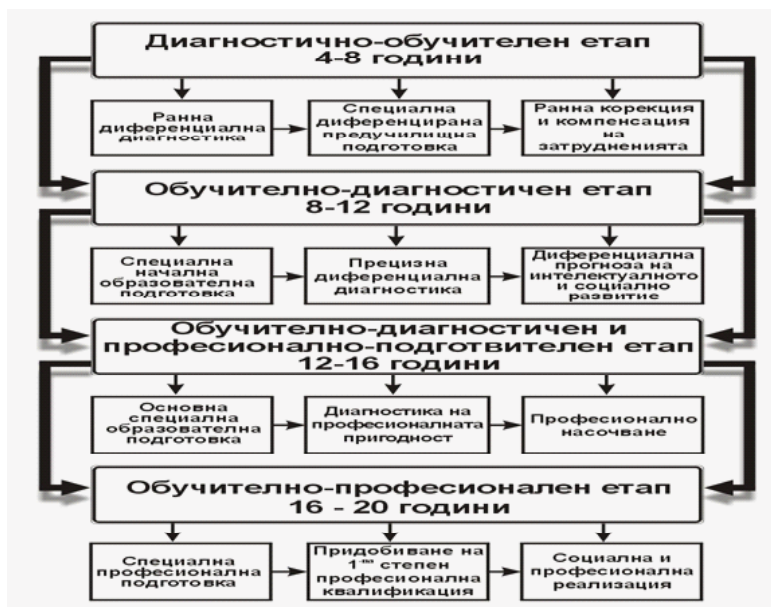 Диагностично-обучителен етап
4-8 години
Ранна
диференциална
диагностика
Специална
диференцирана
предучилищна
подготовка
Ранна корекция
и компенсация
на
затрудненията
Обучително-диагностичен етап
8-12 години
Специална
начална
образователна
подготовка
Прецизна
диференциална
диагностика
Диференциална
прогноза на
интелектуалното
и социално
развитие
Обучително-диагностичен и
професионално-подготвителен етап
12-16 години
Основна
специална
образователна
подготовка
Диагностика на
професионалната
пригодност
Професионално
насочване
Обучително-професионален етап
16 - 20 години
Специална
професионална
подготовка
Придобиване на
1-ва степен
професионална
квалификация
Социална и
професионална
реализация